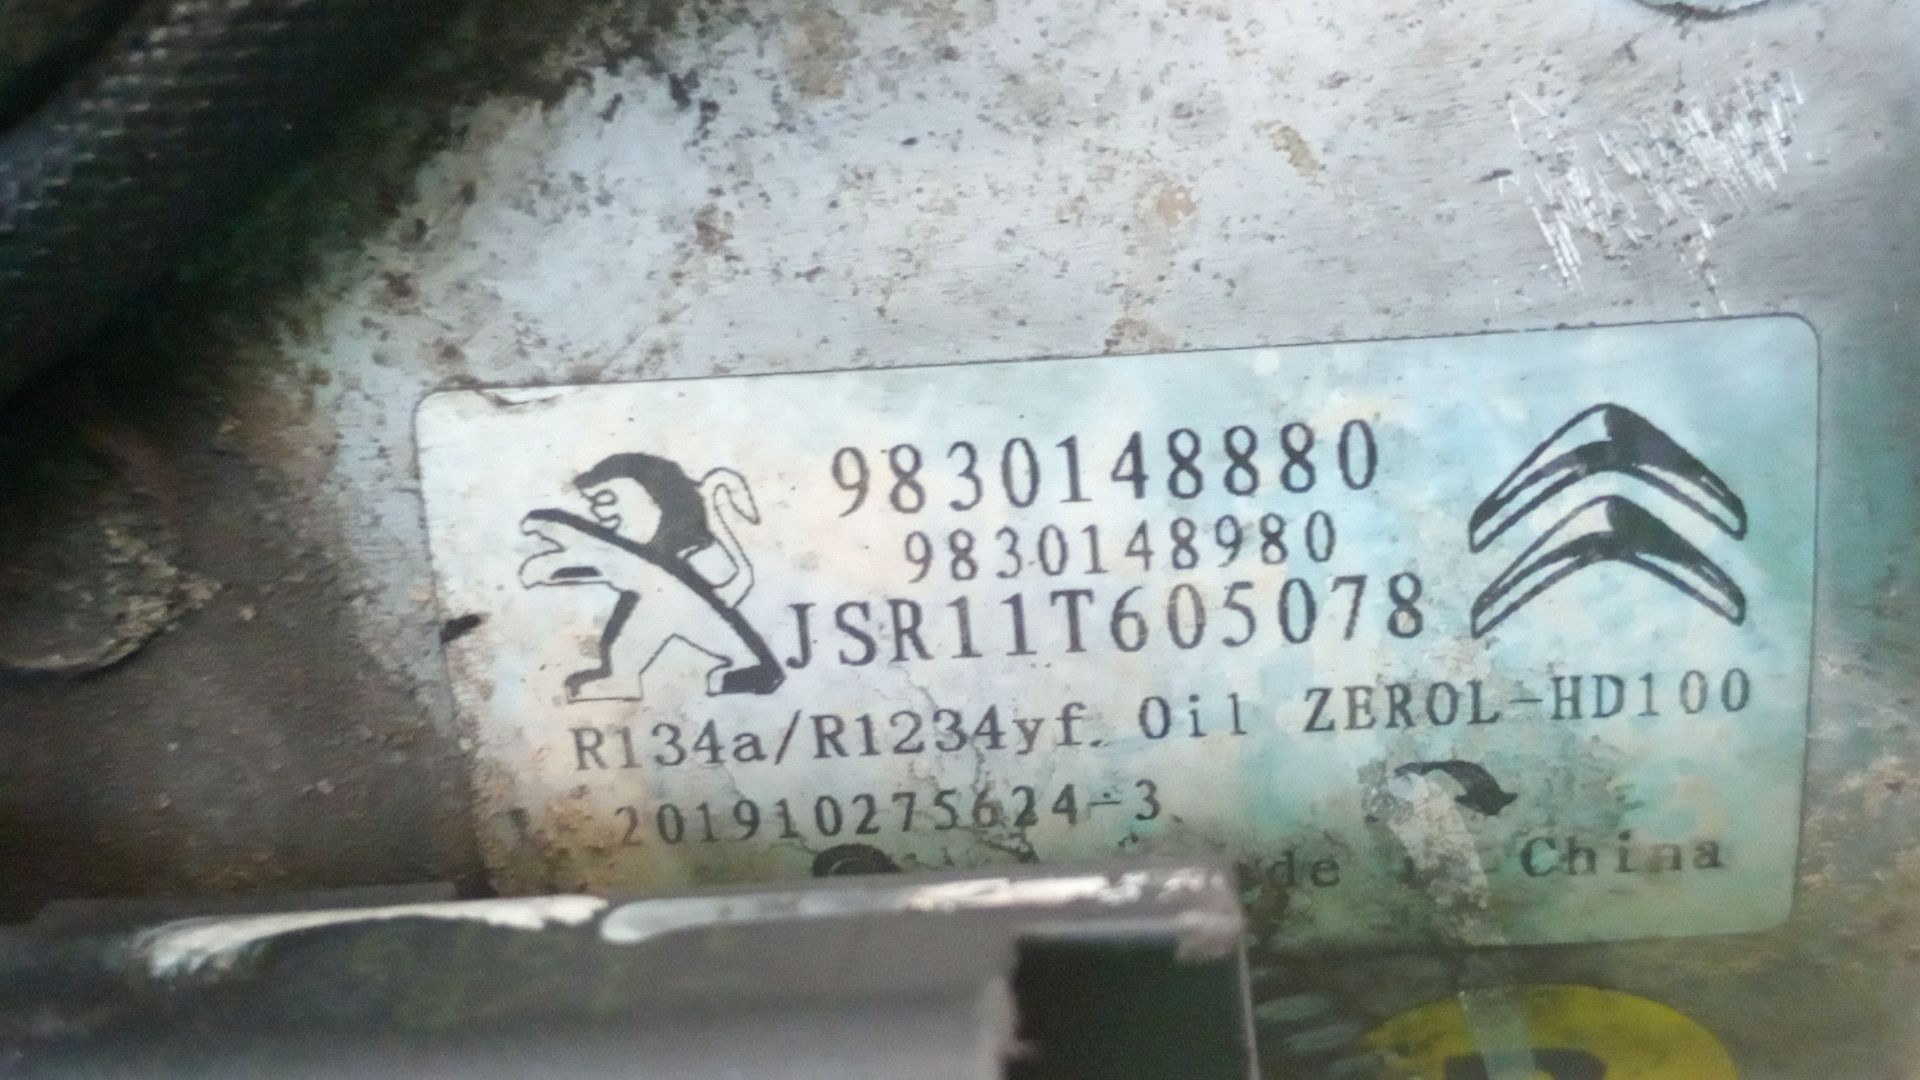 9830148880
9830148980
JSR11T605078
R134a/R1234yf. Oil ZEROL-HD100
201910275624-3
China